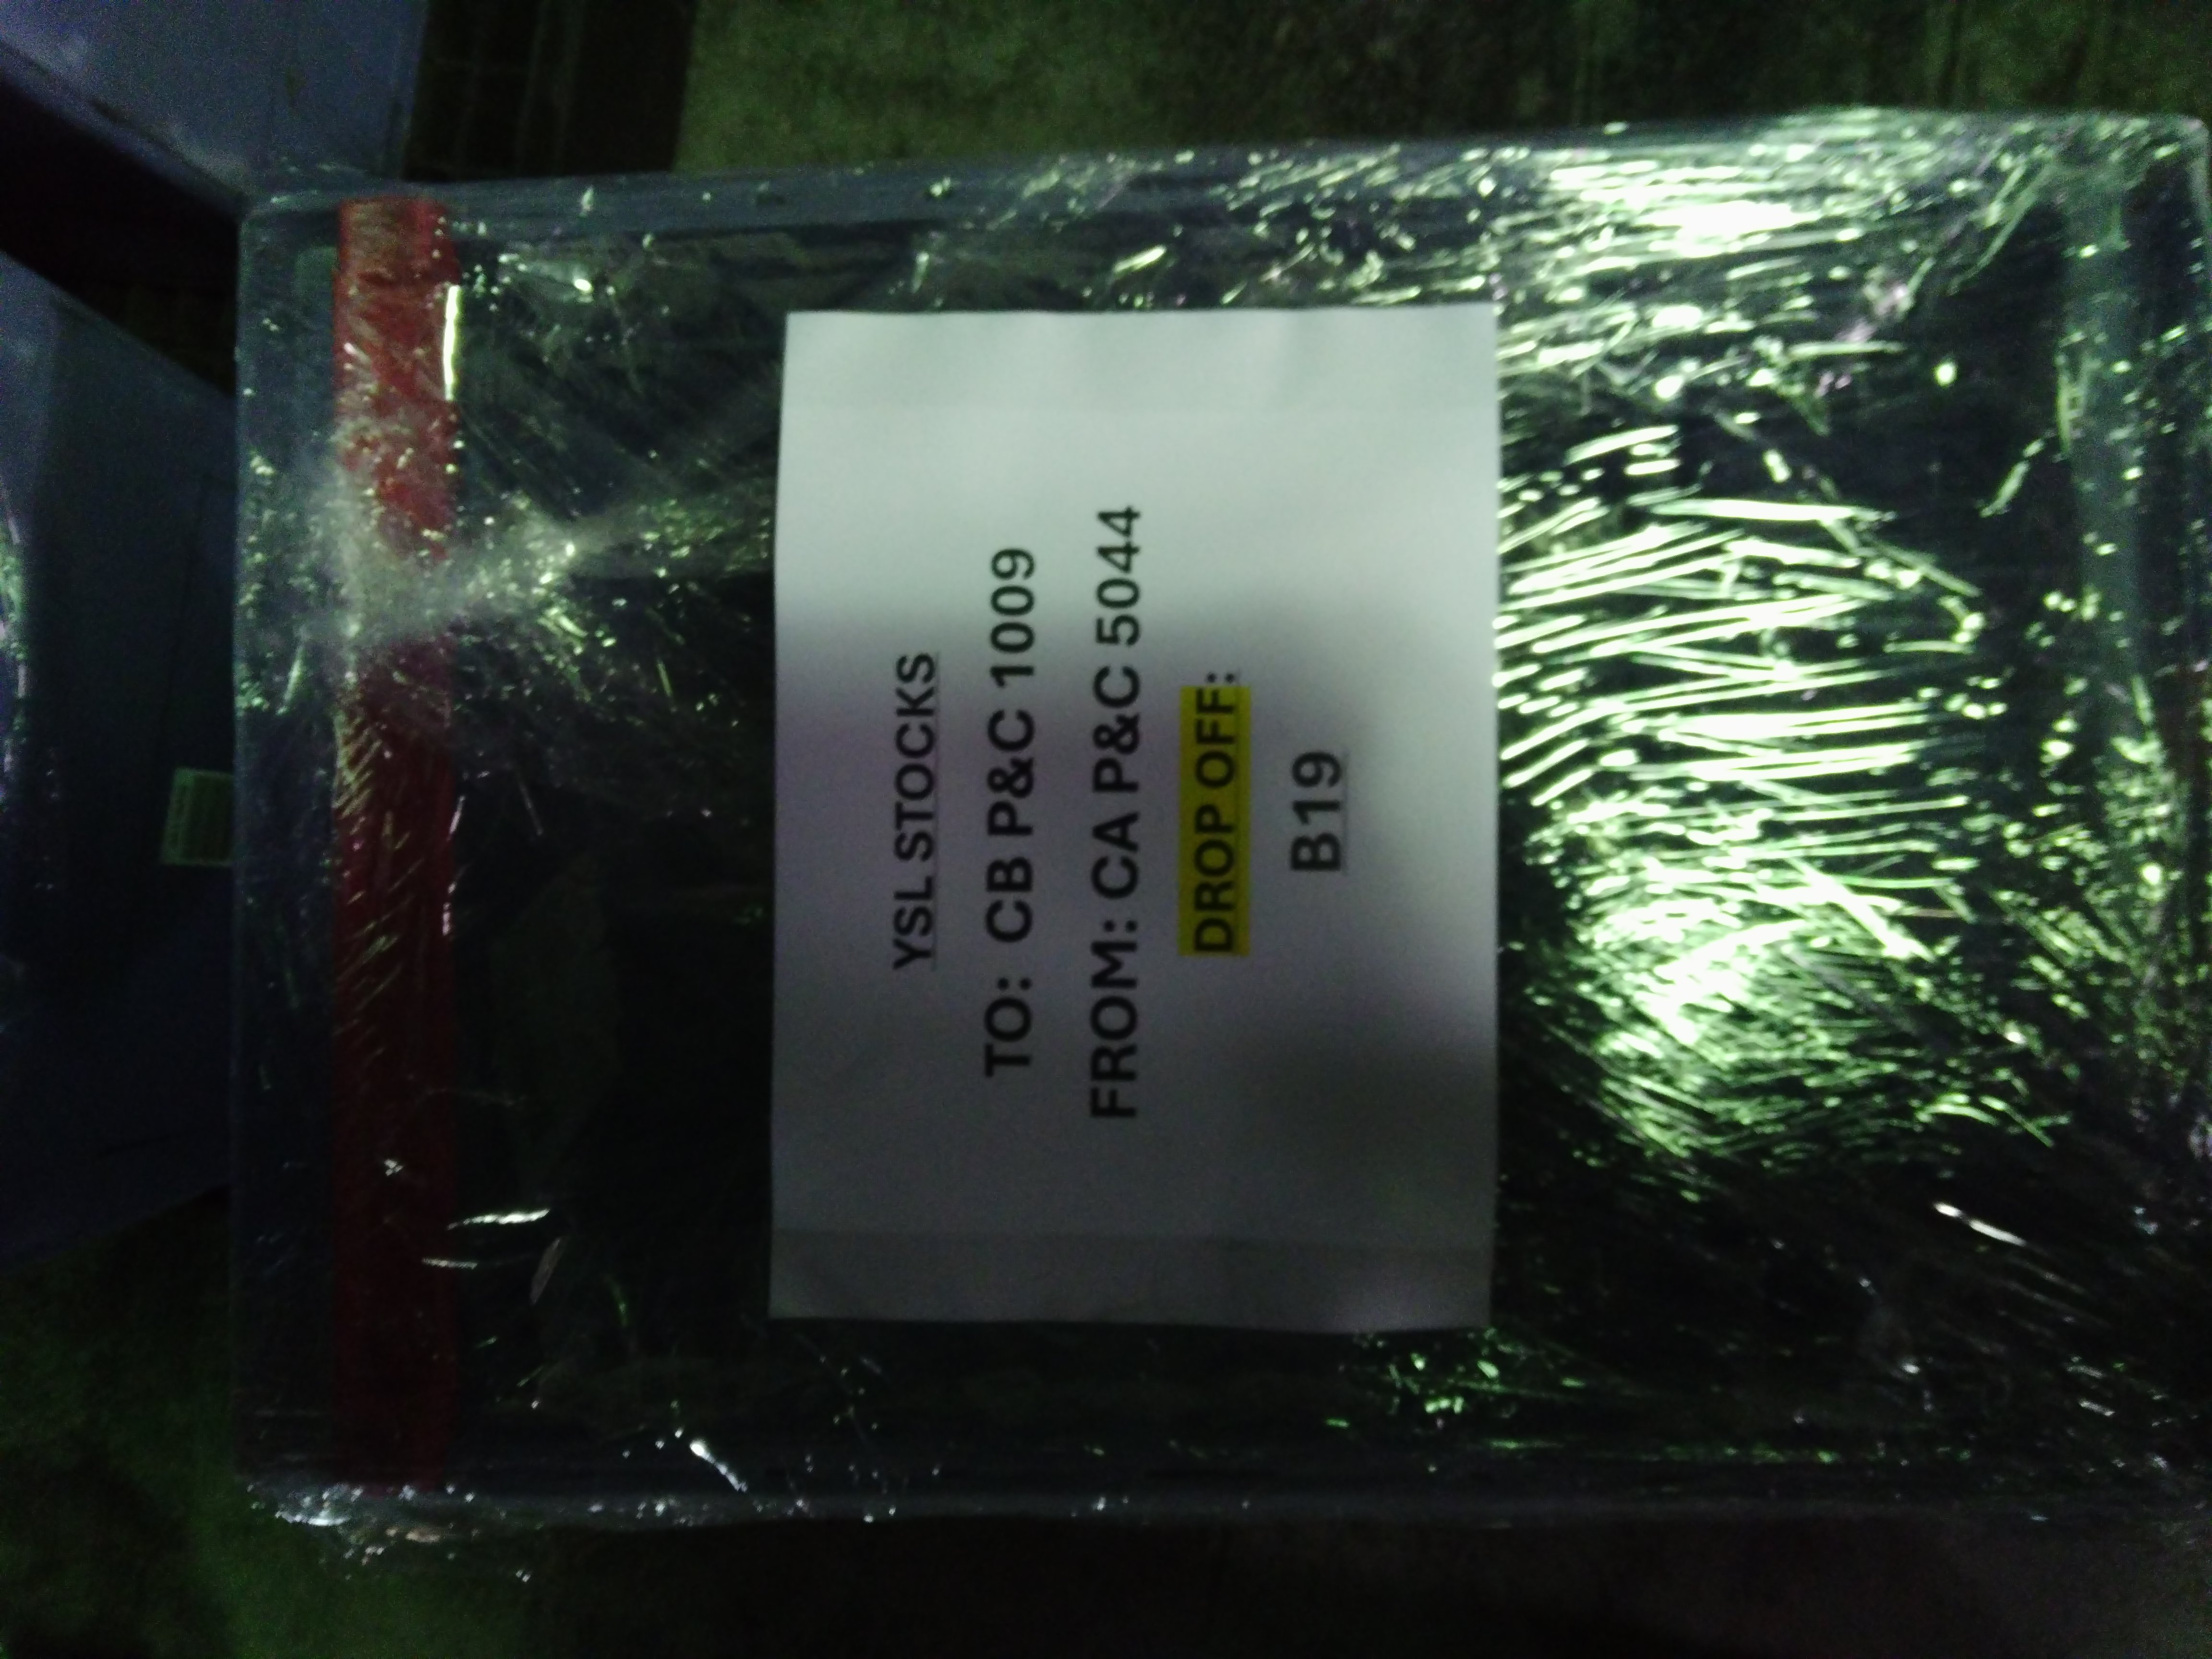 YSL STOCKS
TO: CB P&C 1009
FROM: CA P&C 5044
DROP OFF:
B19